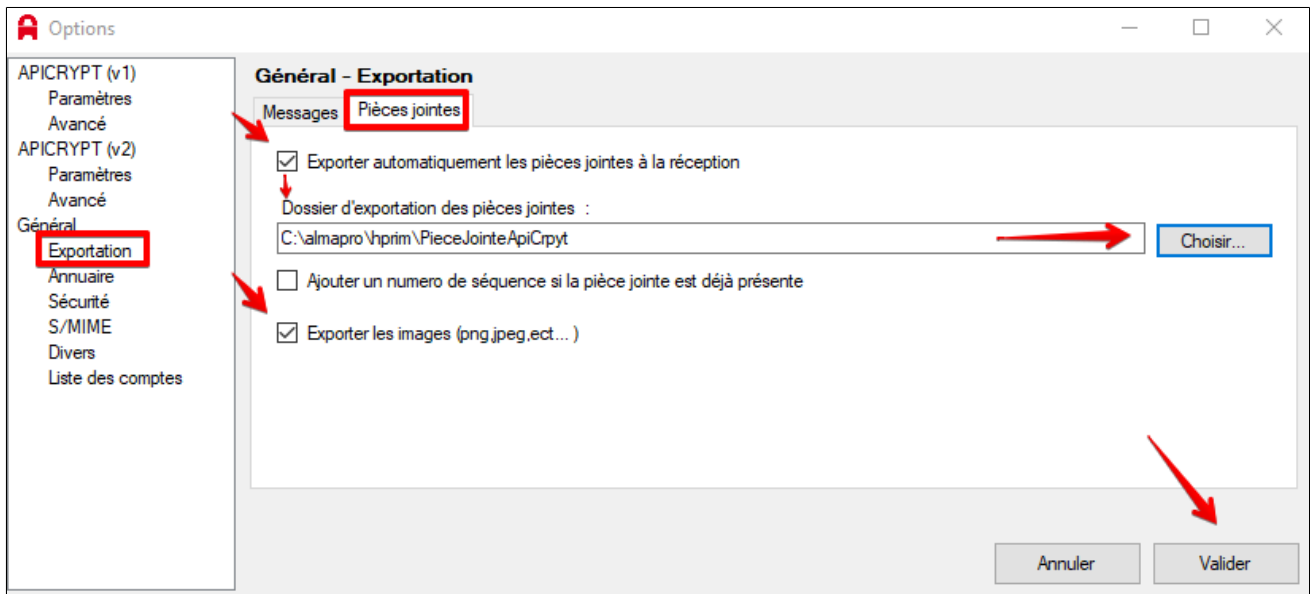 Options
APICRYPT (v1)
Paramètres
Avancé
APICRYPT (v2)
Paramètres
Avancé
Général
Exportation
Annuaire
Sécurité
S/MIME
Divers
Liste des comptes
Général - Exportation
Messages Pièces jointes
Exporter automatiquement les pièces jointes à la réception
Dossier d'exportation des pièces jointes :
C:\almapro\hprim\PieceJointeApiCrpyt Choisir...
Ajouter un numero de séquence si la pièce jointe est déjà présente
Exporter les images (png,jpeg,ect... )
Annuler Valider